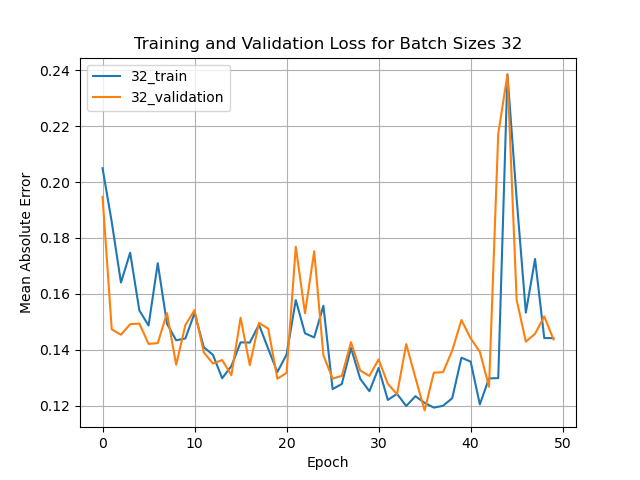 Training and Validation Loss for Batch Sizes 32
32_train
32_validation
Mean Absolute Error
0.24
0.22
0.20
0.18
0.16
0.14
0.12
0 10 20 30 40 50
Epoch